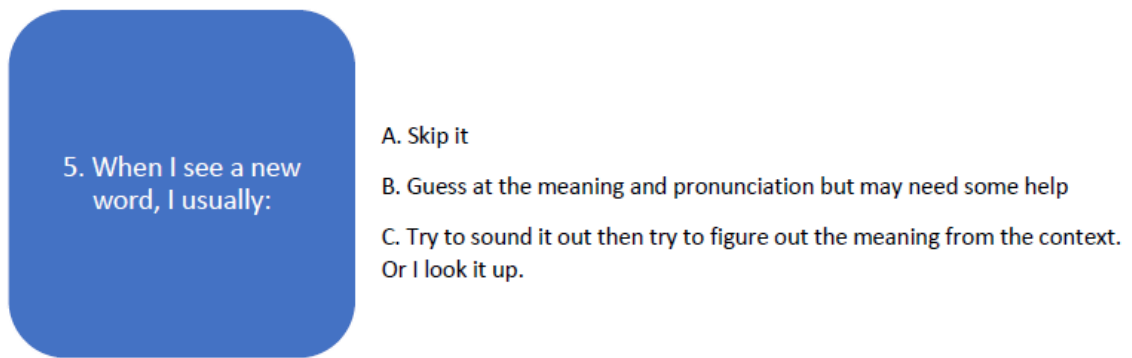 5. When I see a new
word, I usually:
A. Skip it
B. Guess at the meaning and pronunciation but may need some help
C. Try to sound it out then try to figure out the meaning from the context.
Or I look it up.